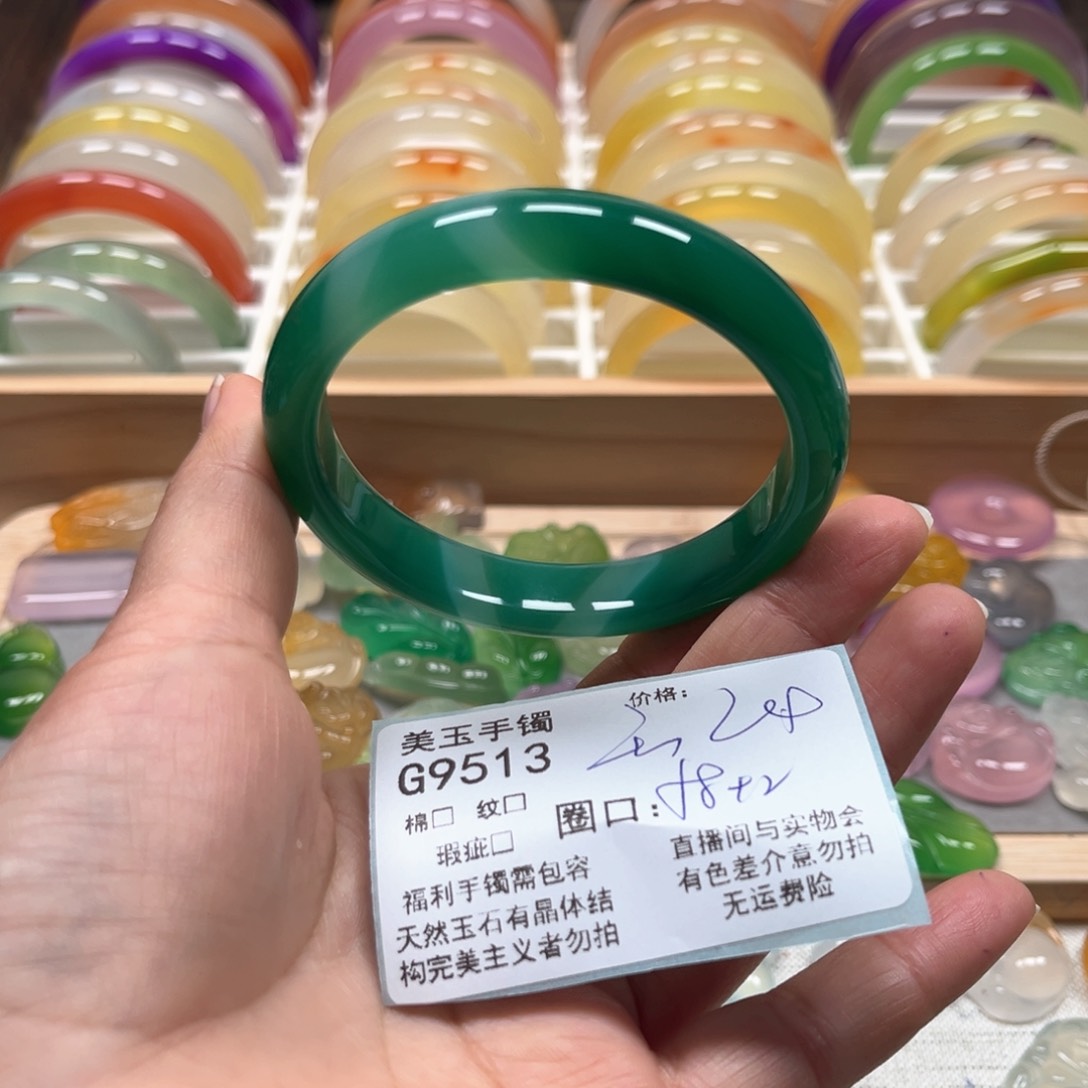 美玉手镯
价格：
G9513
棉□ 纹□
圈口：58+2
瑕疵□
福利手镯需包容
天然玉石有晶体结
构完美主义者勿拍
直播间与实物会
有色差介意勿拍
无运费险